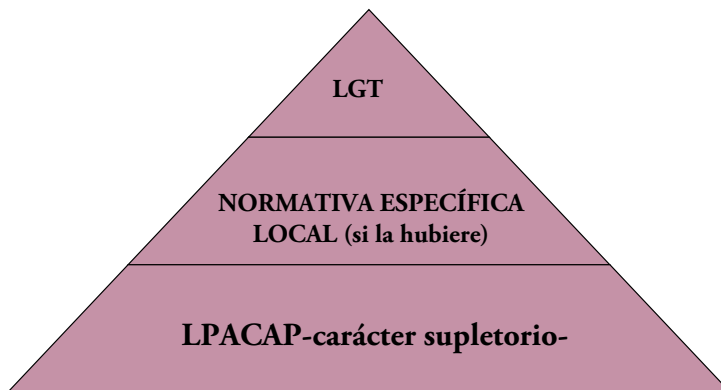 LGT
NORMATIVA ESPECÍFICA
LOCAL (si la hubiere)
LPACAP-carácter supletorio-